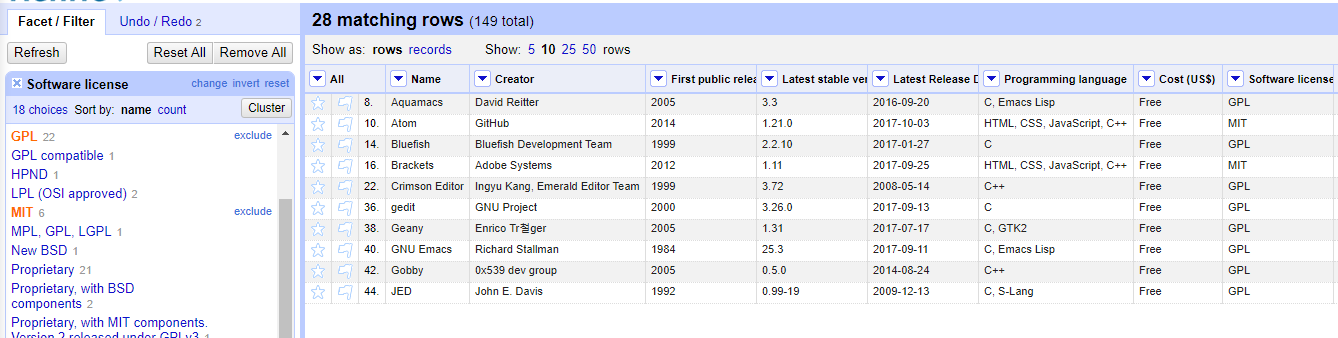 Facet / Filter Undo / Redo 2
Refresh Reset All Remove All
Software license change invert reset
18 choices Sort by: name count Cluster
GPL 22 exclude
GPL compatible 1
HPND 1
LPL (OSI approved) 2
MIT 6 exclude
MPL, GPL, LGPL 1
New BSD 1
Proprietary 21
Proprietary, with BSD
components 2
Proprietary, with MIT components.
Version 2 released under GPLv3 1
28 matching rows (149 total)
Show as: rows records Show: 5 10 25 50 rows
All Name Creator First public relea Latest stable ver Latest Release D Programming language Cost (US$) Software license
8. Aquamacs David Reitter 2005 3.3 2016-09-20 C, Emacs Lisp Free GPL
10. Atom GitHub 2014 1.21.0 2017-10-03 HTML, CSS, JavaScript, C++ Free MIT
14. Bluefish Bluefish Development Team 1999 2.2.10 2017-01-27 C Free GPL
16. Brackets Adobe Systems 2012 1.11 2017-09-25 HTML, CSS, JavaScript, C++ Free MIT
22. Crimson Editor Ingyu Kang, Emerald Editor Team 1999 3.72 2008-05-14 C++ Free GPL
36. gedit GNU Project 2000 3.26.0 2017-09-13 C Free GPL
38. Geany Enrico Tr철ger 2005 1.31 2017-07-17 C, GTK2 Free GPL
40. GNU Emacs Richard Stallman 1984 25.3 2017-09-11 C, Emacs Lisp Free GPL
42. Gobby 0x539 dev group 2005 0.5.0 2014-08-24 C++ Free GPL
44. JED John E. Davis 1992 0.99-19 2009-12-13 C, S-Lang Free GPL